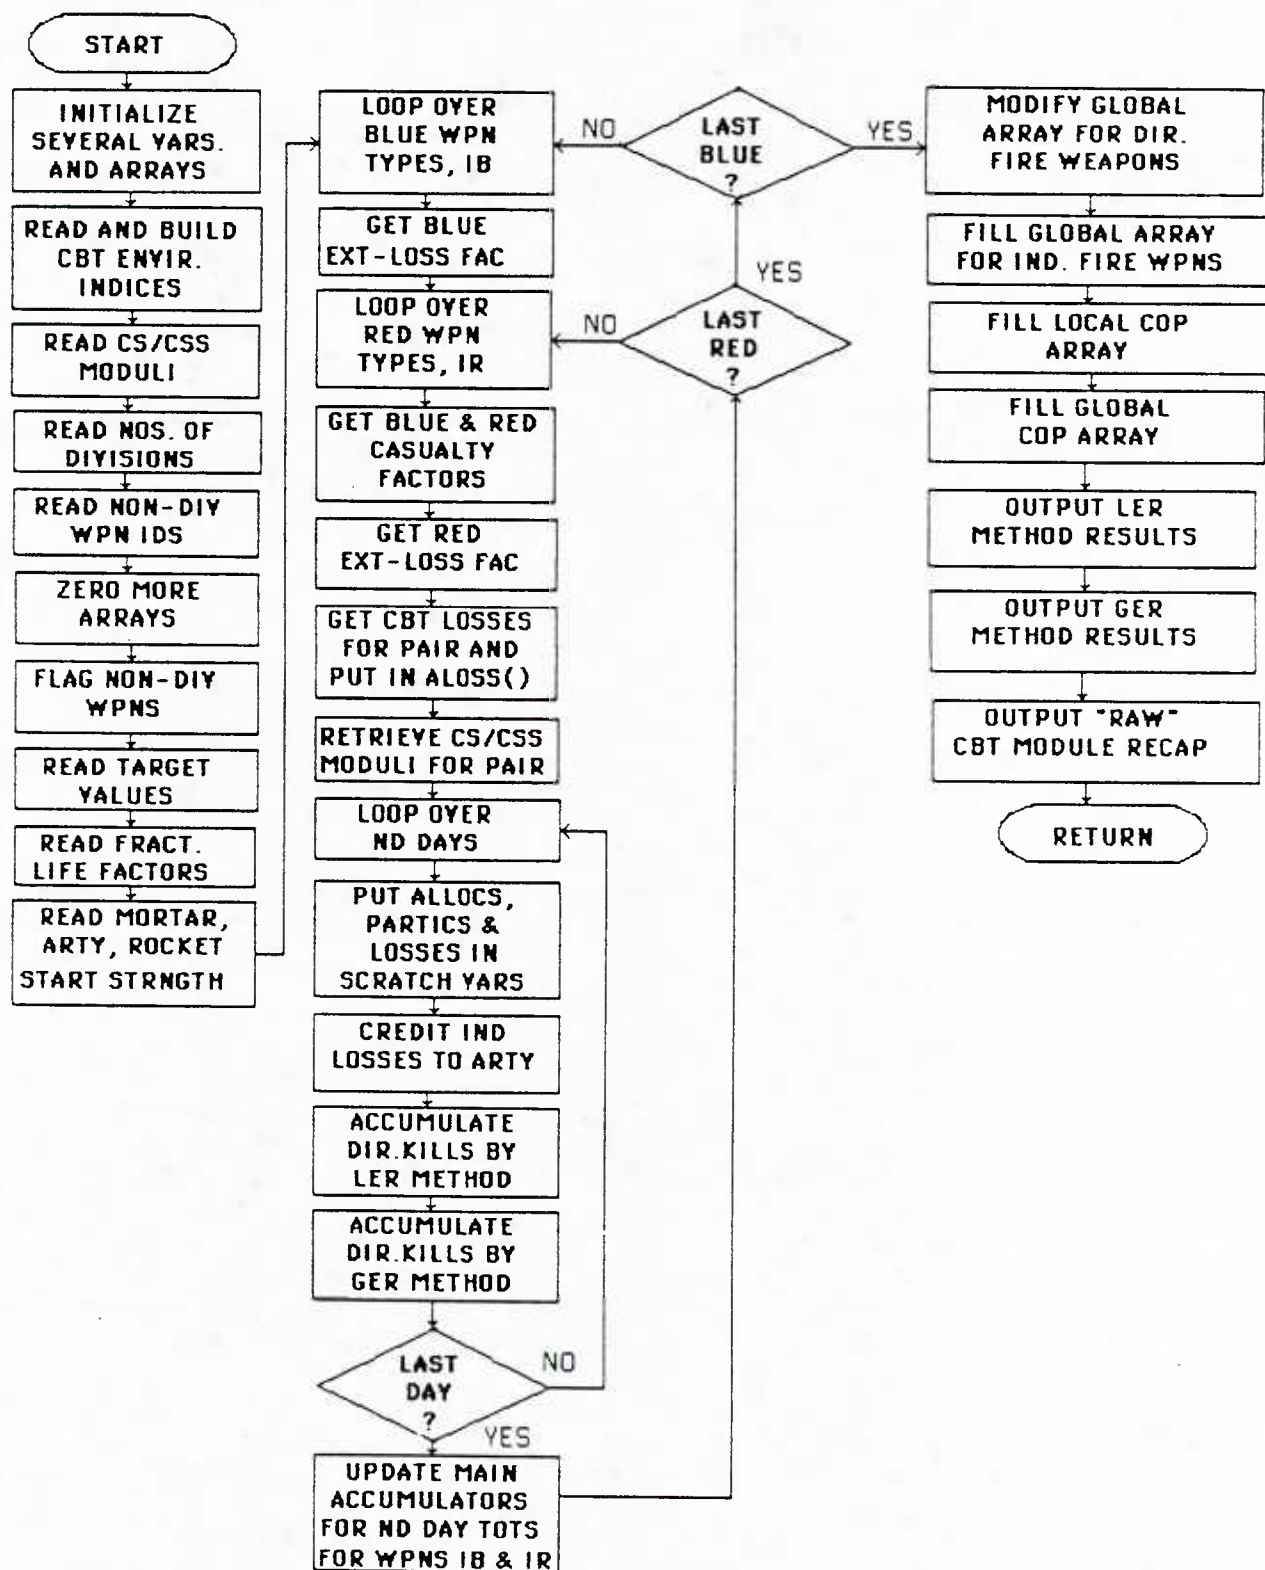 START
INITIALIZE
SEVERAL VARS.
AND ARRAYS
READ AND BUILD
CBT ENVIR.
INDICES
READ CS/CSS
MODULI
READ NOS. OF
DIVISIONS
READ NON-DIV
WPN IDS
ZERO MORE
ARRAYS
FLAG NON-DIV
WPNS
READ TARGET
VALUES
READ FRACT.
LIFE FACTORS
READ MORTAR,
ARTY, ROCKET
START STRNGTH
LOOP OVER
BLUE WPN
TYPES, IB
GET BLUE
EXT-LOSS FAC
LOOP OVER
RED WPN
TYPES, IR
GET BLUE & RED
CASUALTY
FACTORS
GET RED
EXT-LOSS FAC
GET CBT LOSSES
FOR PAIR AND
PUT IN ALOSS()
RETRIEVE CS/CSS
MODULI FOR PAIR
LOOP OVER
ND DAYS
PUT ALLOCS,
PARTICS &
LOSSES IN
SCRATCH VARS
CREDIT IND
LOSSES TO ARTY
ACCUMULATE
DIR.KILLS BY
LER METHOD
ACCUMULATE
DIR.KILLS BY
GER METHOD
LAST
DAY
?
NO
YES
UPDATE MAIN
ACCUMULATORS
FOR ND DAY TOTS
FOR WPNS IB & IR
NO
LAST
BLUE
?
YES
YES
NO
LAST
RED
?
MODIFY GLOBAL
ARRAY FOR DIR.
FIRE WEAPONS
FILL GLOBAL ARRAY
FOR IND. FIRE WPNS
FILL LOCAL COP
ARRAY
FILL GLOBAL
COP ARRAY
OUTPUT LER
METHOD RESULTS
OUTPUT GER
METHOD RESULTS
OUTPUT "RAW"
CBT MODULE RECAP
RETURN